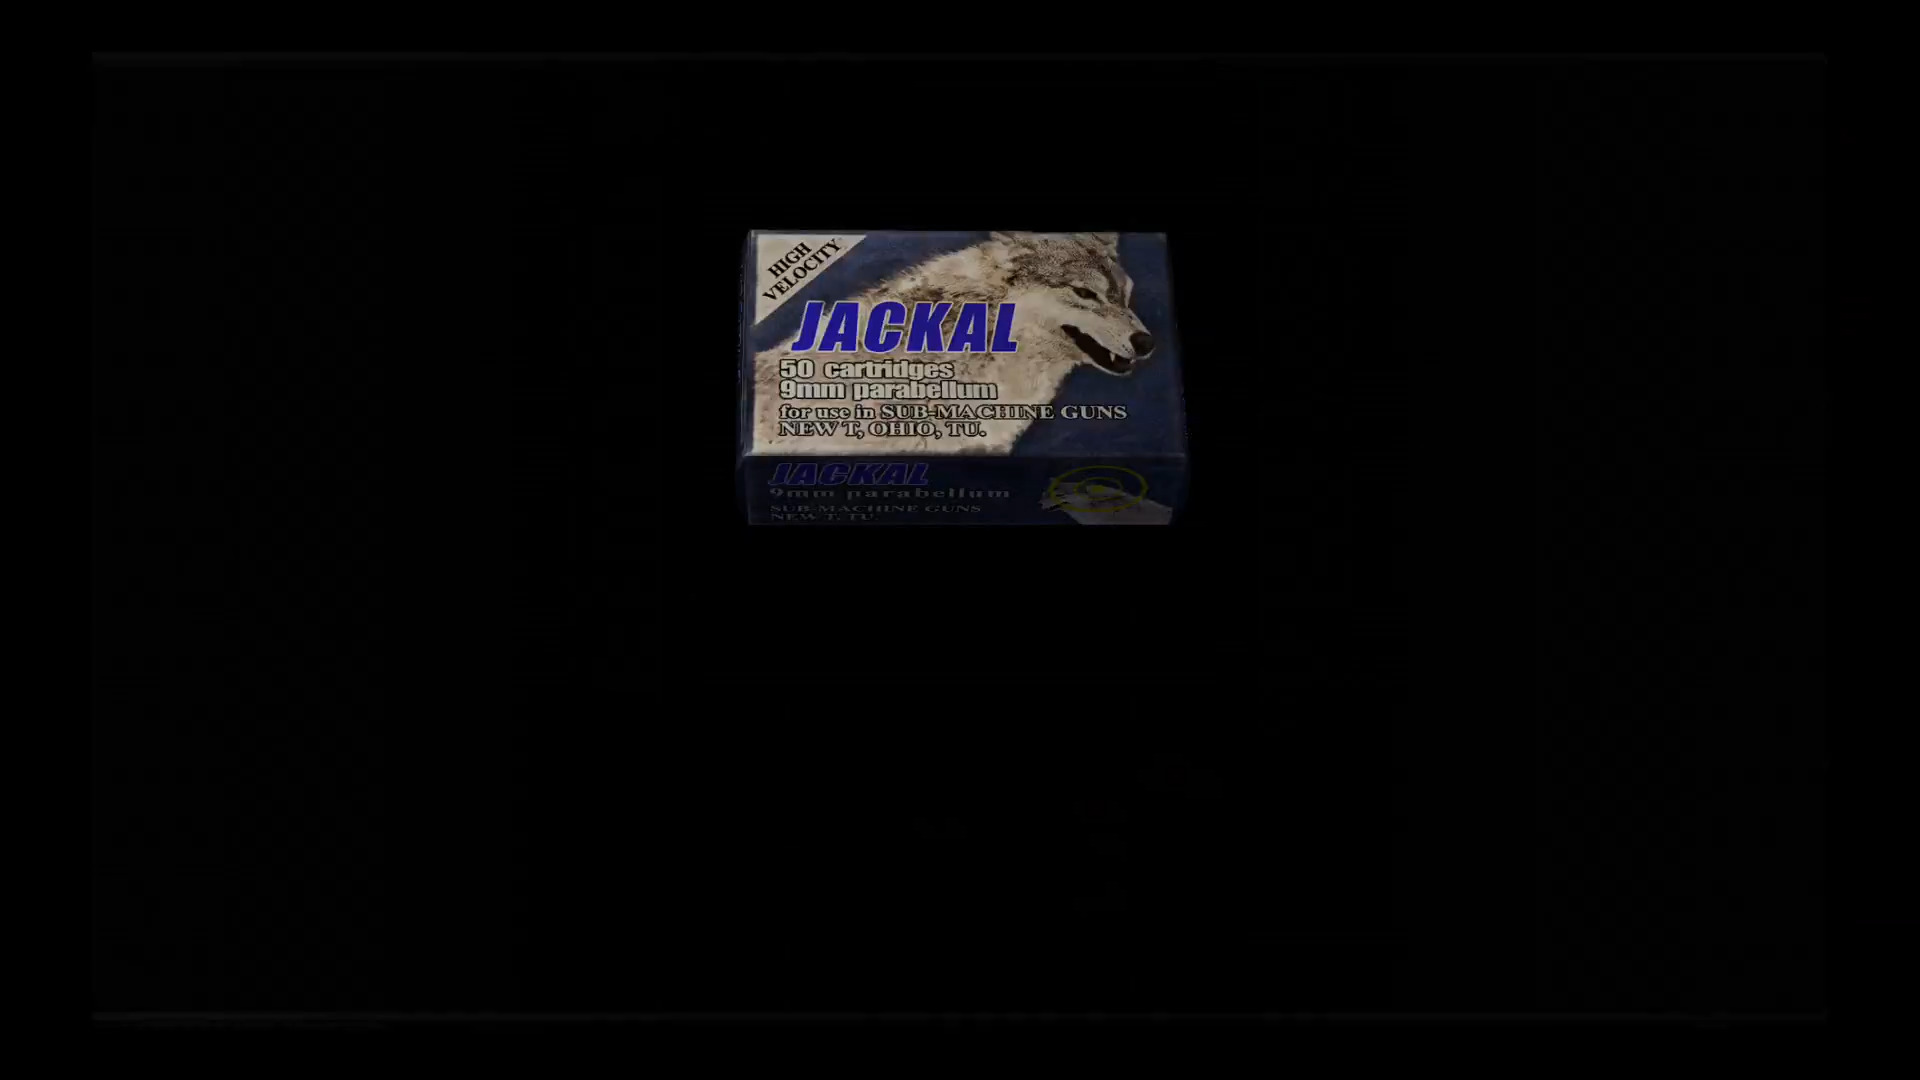 HIGH
VELOCITY
JACKAL
50 cartridges
9mm parabellum
for use in SUB-MACHINE GUNS
NEW T, OHIO, TU.
JACKAL
9mm parabellum
SUB-MACHINE GUNS
NEW T. TU.